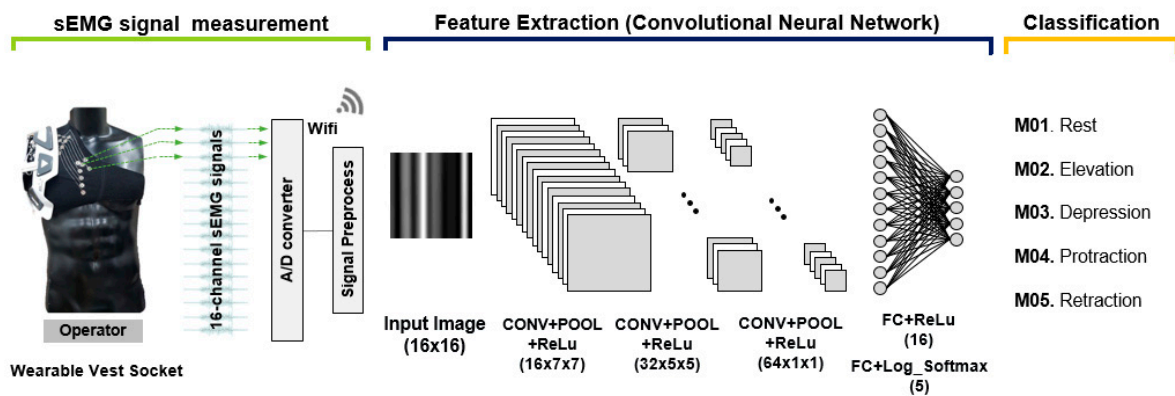 sEMG signal measurement
Feature Extraction (Convolutional Neural Network)
Classification
Wifi
16-channel sEMG signals
A/D converter
Signal Preprocess
Operator
Wearable Vest Socket
Input Image
(16x16)
CONV+POOL
+ReLu
(16x7x7)
CONV+POOL
+ReLu
(32x5x5)
CONV+POOL
+ReLu
(64x1x1)
FC+ReLu
(16)
FC+Log_Softmax
(5)
M01. Rest
M02. Elevation
M03. Depression
M04. Protraction
M05. Retraction